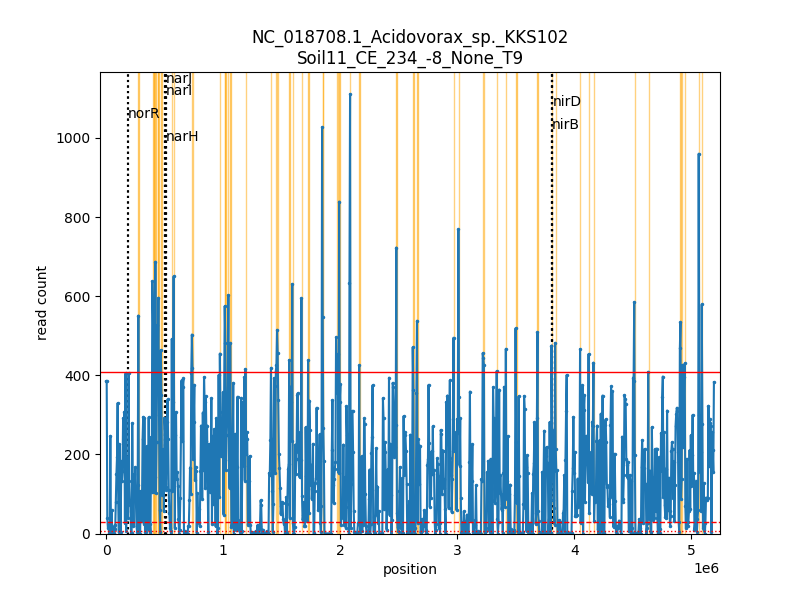 NC_018708.1_Acidovorax_sp._KKS102
Soil11_CE_234_-8_None_T9
narJ
narI
nirD
norR
nirB
narH
1000
800
600
400
200
0
read count
0
1
2
3
4
5
1e6
position